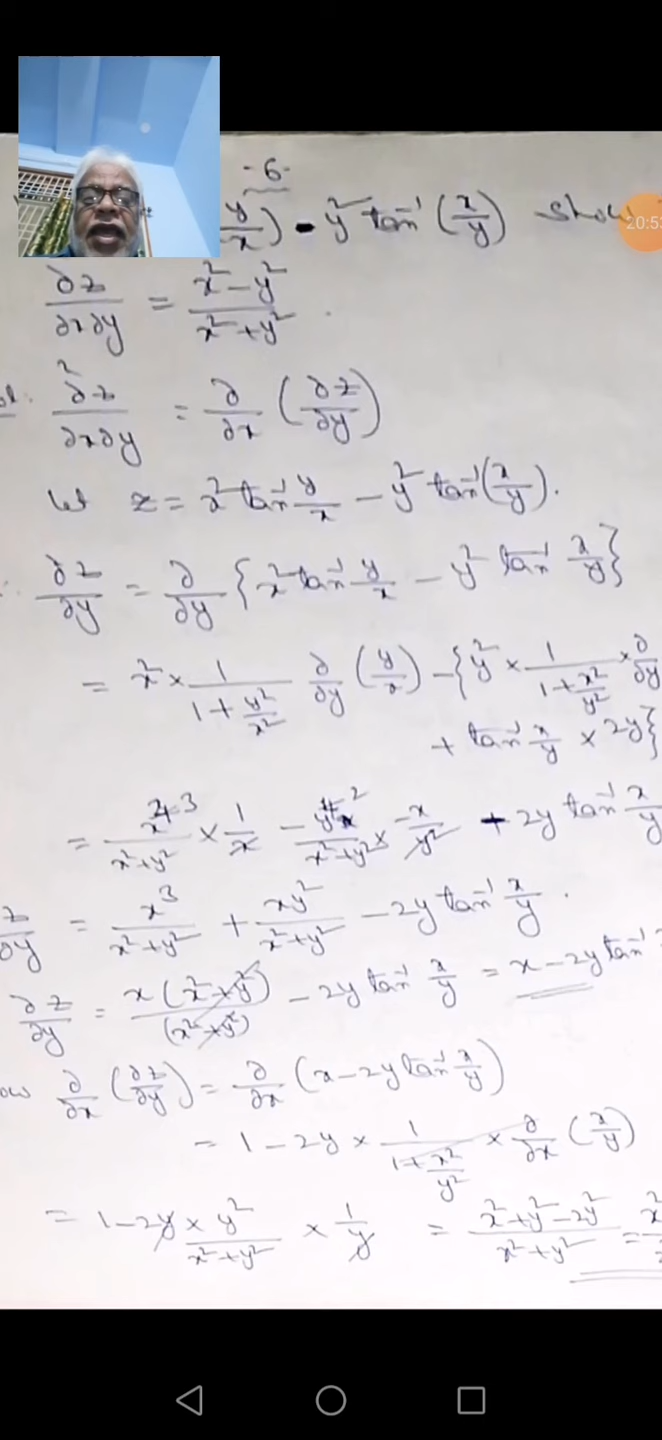 -6-
y/x) - y² tan⁻¹ (x/y) show
20:5
∂z/∂x∂y = x²-y²/x²+y².
∂²z/∂x∂y = ∂/∂x (∂z/∂y)
let z = x² tan⁻¹ y/x - y² tan⁻¹(x/y).
∂z/∂y = ∂/∂y {x² tan⁻¹ y/x - y² tan⁻¹ x/y}
= x² × 1/1+y²/x² ∂/∂y (y/x) - {y² × 1/1+x²/y² × ∂/∂y
+ tan⁻¹ x/y × 2y}
= x³/x²+y² × 1/x × -x/y² + 2y tan⁻¹ x/y
= x³/x²+y² + xy²/x²+y² - 2y tan⁻¹ x/y.
∂z/∂y = x(x²+y²)/(x²+y²) - 2y tan⁻¹ x/y = x - 2y tan⁻¹
∂/∂x (∂z/∂y) = ∂/∂x (x - 2y tan⁻¹ x/y)
= 1 - 2y × 1/1+x²/y² × ∂/∂x (x/y)
= 1 - 2y × y²/x²+y² × 1/y = x²+y²-2y²/x²+y² =